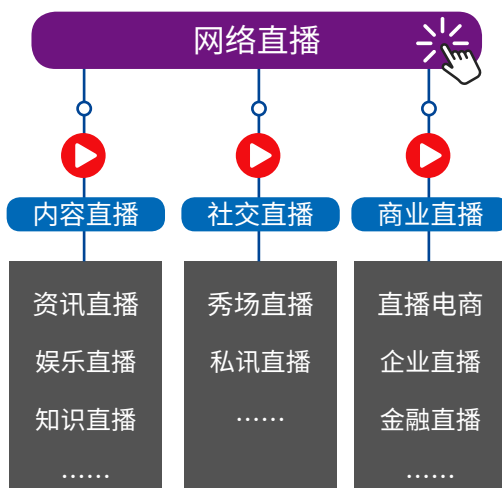 网络直播
内容直播
社交直播
商业直播
资讯直播
娱乐直播
知识直播
……
秀场直播
私讯直播
……
直播电商
企业直播
金融直播
……